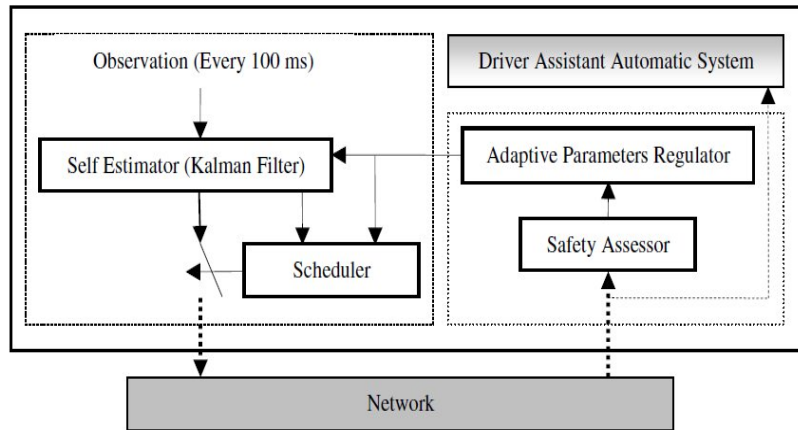 Observation (Every 100 ms)
Driver Assistant Automatic System
Self Estimator (Kalman Filter)
Adaptive Parameters Regulator
Safety Assessor
Scheduler
Network